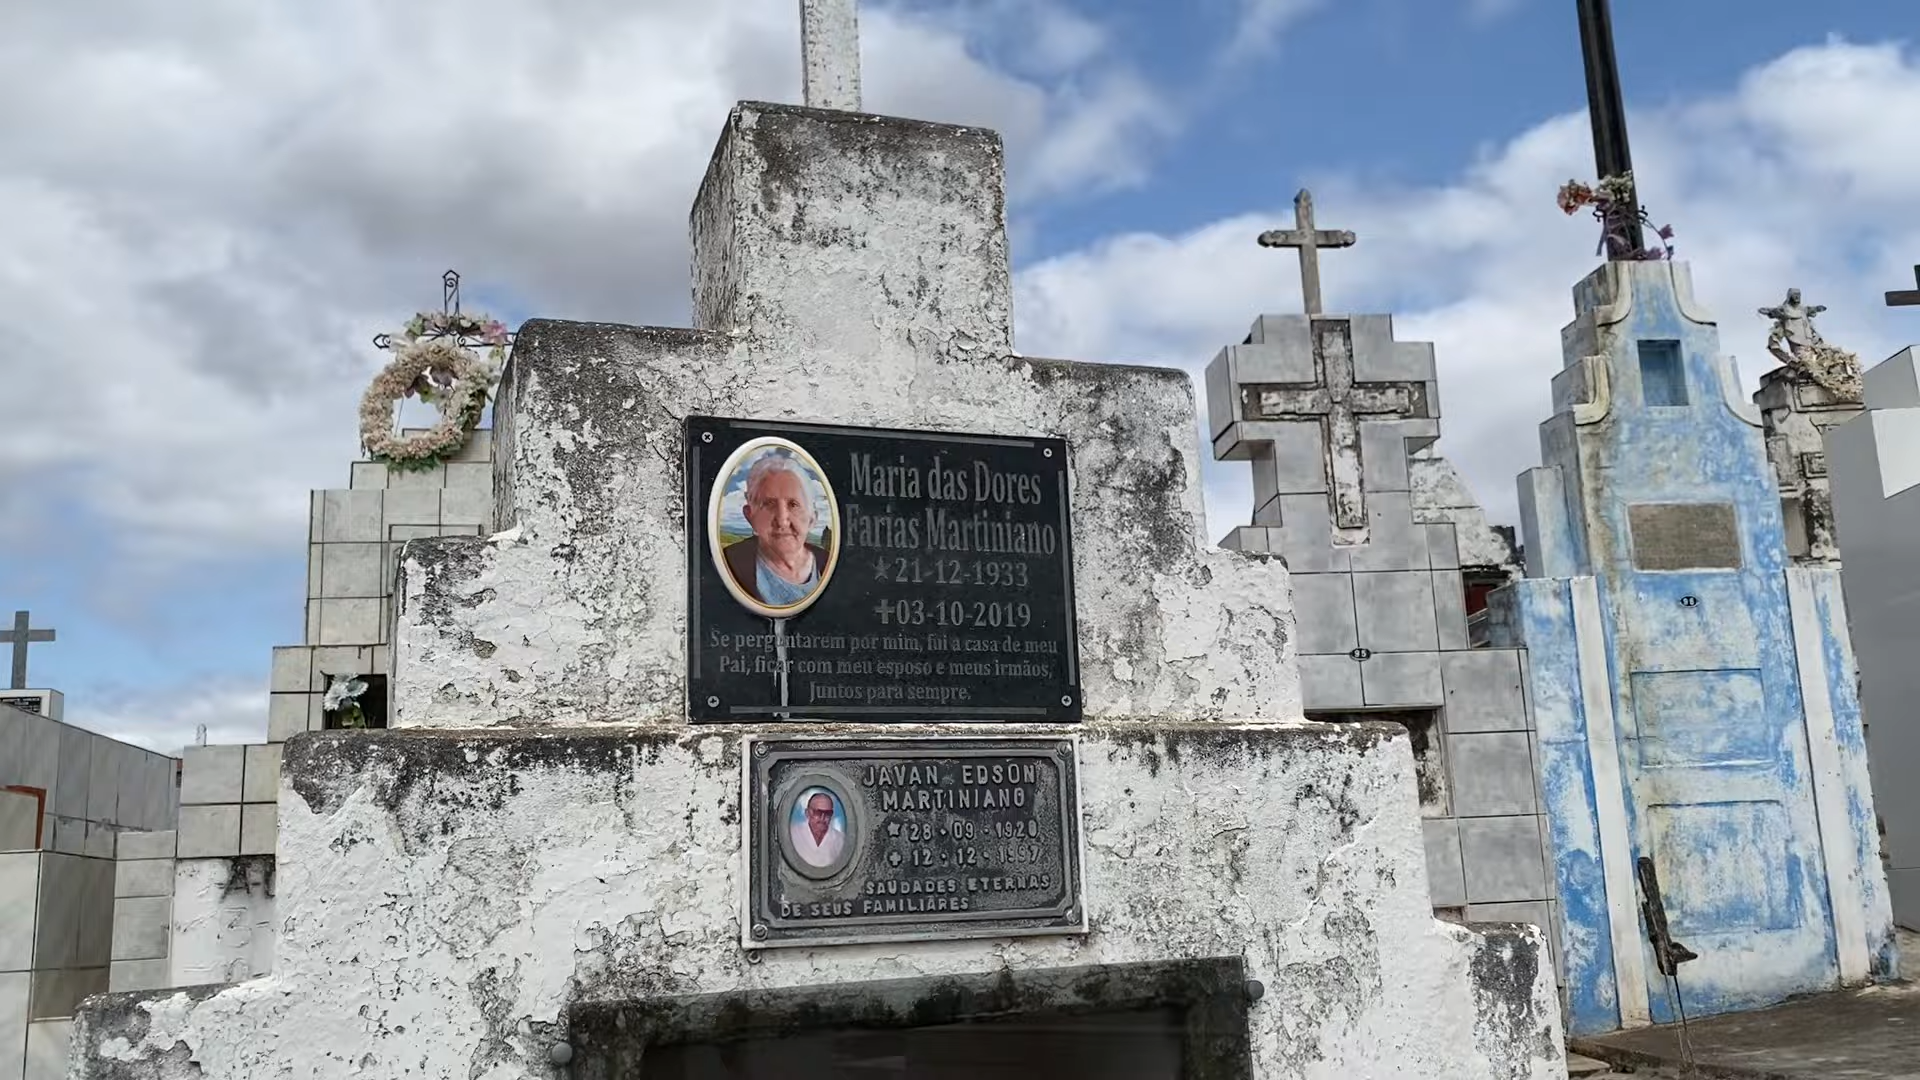 Maria das Dores
Farias Martiniano
★21-12-1933
✝03-10-2019
Se perguntarem por mim, fui a casa de meu
Pai, ficar com meu esposo e meus irmãos,
Juntos para sempre.
JAVAN EDSON
MARTINIANO
★28·09·1920
✝12·12·1997
SAUDADES ETERNAS
DE SEUS FAMILIARES
95